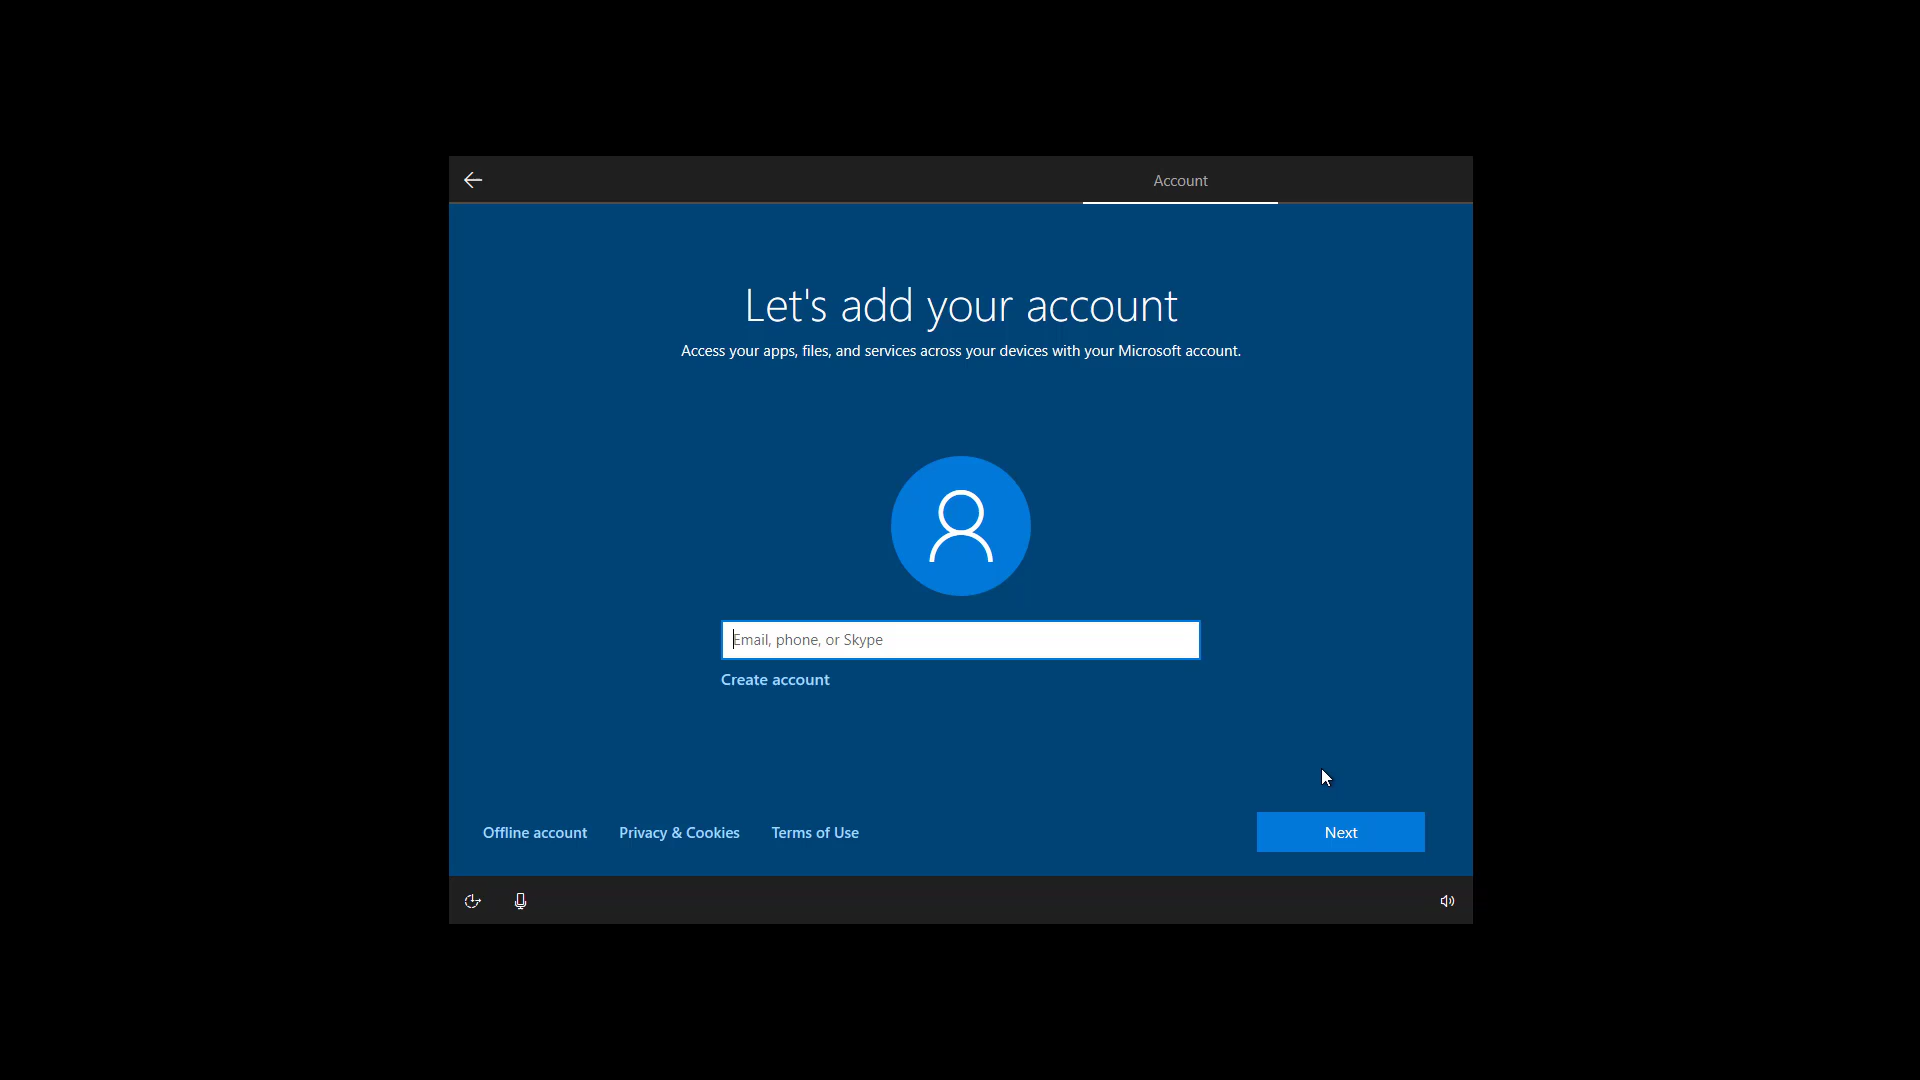 Account
Let's add your account
Access your apps, files, and services across your devices with your Microsoft account.
Email, phone, or Skype
Create account
Offline account Privacy & Cookies Terms of Use Next